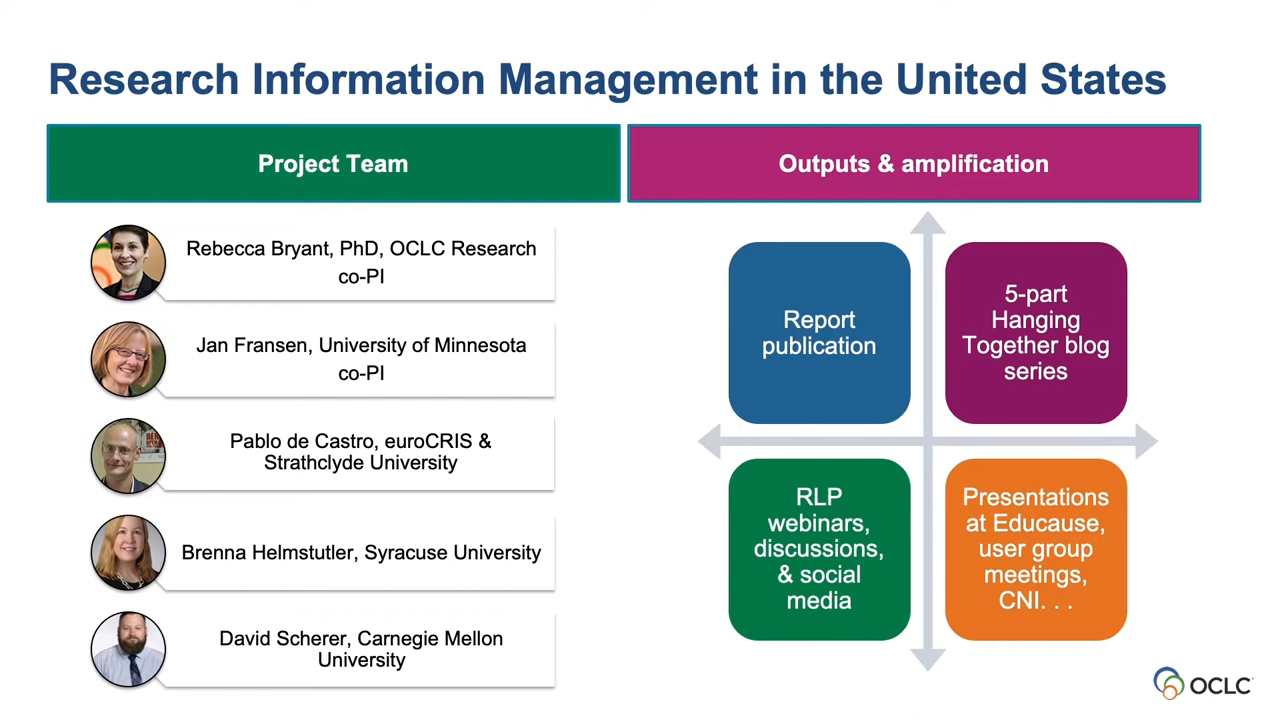 Research Information Management in the United States
Project Team
Rebecca Bryant, PhD, OCLC Research
co-PI
Jan Fransen, University of Minnesota
co-PI
Pablo de Castro, euroCRIS &
Strathclyde University
Brenna Helmstutler, Syracuse University
David Scherer, Carnegie Mellon
University
Outputs & amplification
Report
publication
5-part
Hanging
Together blog
series
RLP
webinars,
discussions,
& social
media
Presentations
at Educause,
user group
meetings,
CNI. . .
OCLC